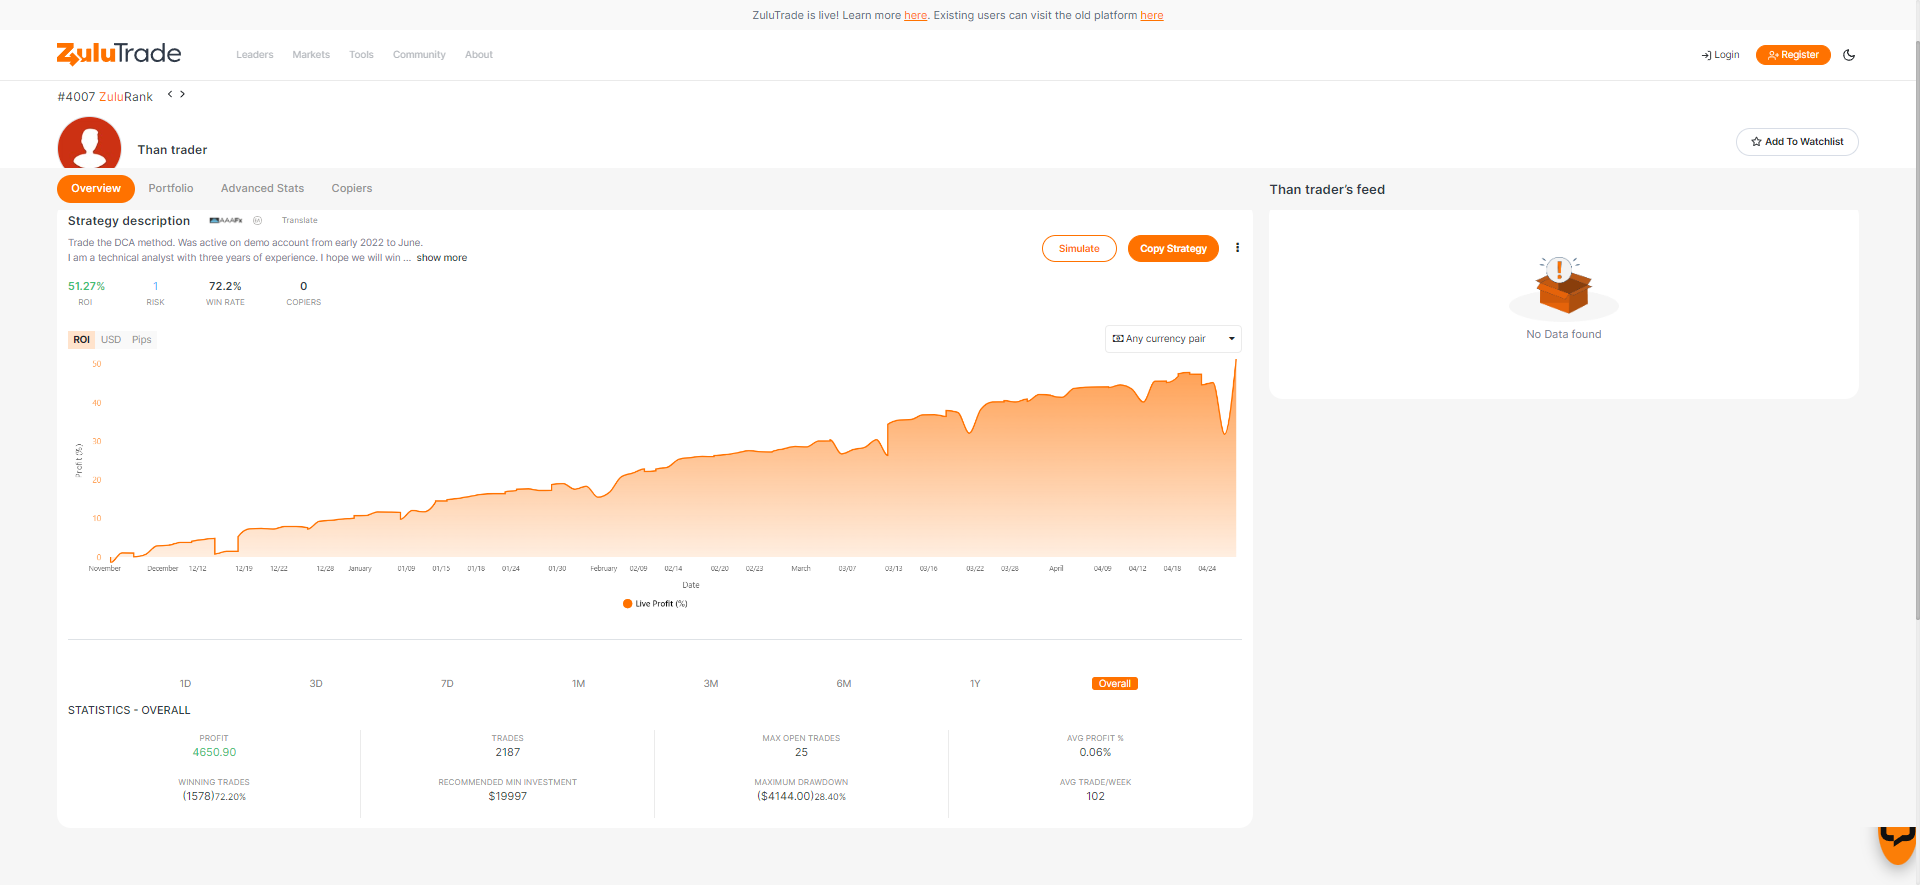 ZuluTrade is live! Learn more here. Existing users can visit the old platform here
ZuluTrade
Leaders Markets Tools Community About
Login Register
#4007 ZuluRank
Than trader
Add To Watchlist
Overview Portfolio Advanced Stats Copiers
Than trader's feed
Strategy description AAAFx Translate
Trade the DCA method. Was active on demo account from early 2022 to June.
I am a technical analyst with three years of experience. I hope we will win ... show more
Simulate Copy Strategy
51.27% 1 72.2% 0
ROI RISK WIN RATE COPIERS
No Data found
ROI USD Pips
Any currency pair
50
40
30
20
10
0
Profit (%)
November December 12/12 12/19 12/22 12/28 January 01/09 01/15 01/18 01/24 01/30 February 02/09 02/14 02/20 02/23 March 03/07 03/13 03/16 03/22 03/28 April 04/09 04/12 04/18 04/24
Date
Live Profit (%)
1D 3D 7D 1M 3M 6M 1Y Overall
STATISTICS - OVERALL
PROFIT TRADES MAX OPEN TRADES AVG PROFIT %
4650.90 2187 25 0.06%
WINNING TRADES RECOMMENDED MIN INVESTMENT MAXIMUM DRAWDOWN AVG TRADE/WEEK
(1578)72.20% $19997 ($4144.00)28.40% 102